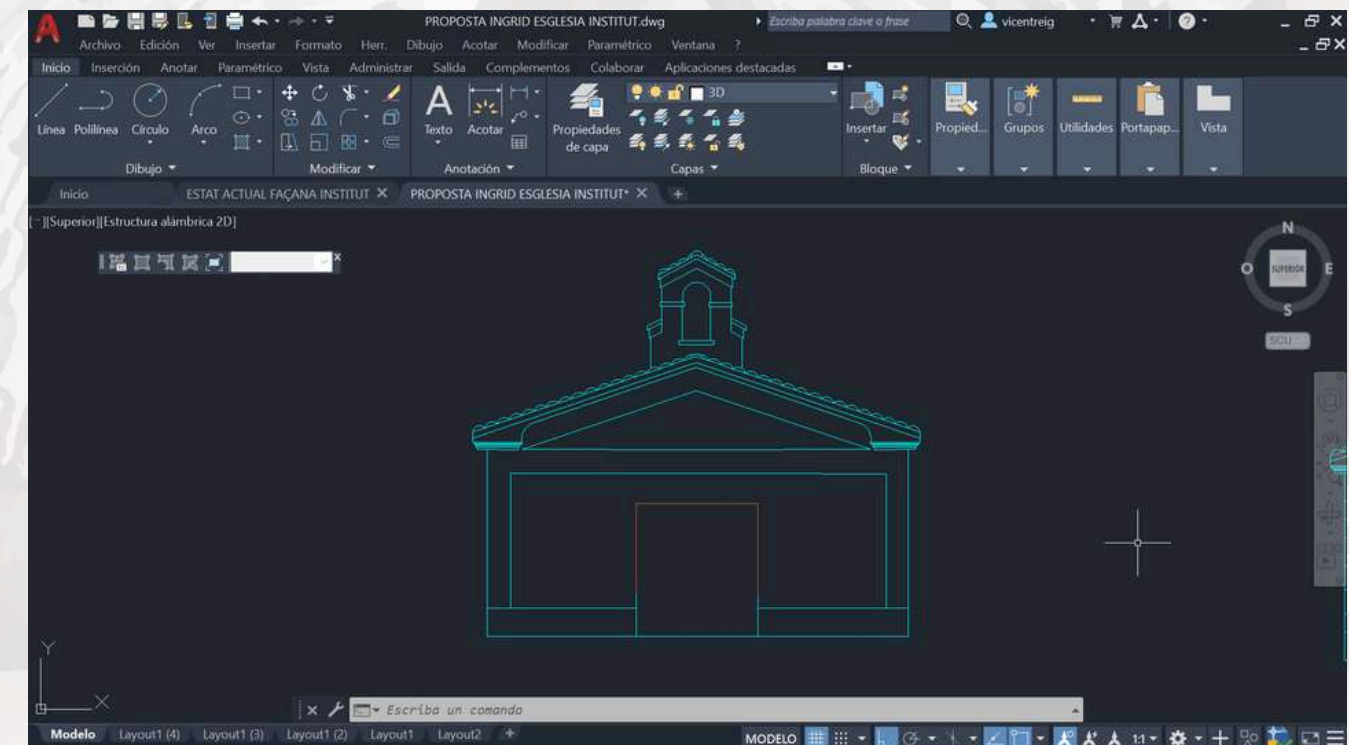 PROPOSTA INGRID ESGLESIA INSTITUT.dwg
Escriba palabra clave o frase
vicentreig
Archivo Edición Ver Insertar Formato Herr. Dibujo Acotar Modificar Paramétrico Ventana ?
Inicio Inserción Anotar Paramétrico Vista Administrar Salida Complementos Colaborar Aplicaciones destacadas
3D
Línea Polilínea Círculo Arco Texto Acotar Propiedades de capa Insertar Propied... Grupos Utilidades Portapap... Vista
Dibujo Modificar Anotación Capas Bloque
Inicio ESTAT ACTUAL FAÇANA INSTITUT PROPOSTA INGRID ESGLESIA INSTITUT*
[-][Superior][Estructura alámbrica 2D]
N
O SUPERIOR E
S
SCU
Y
X
Escriba un comando
Modelo Layout1 (4) Layout1 (3) Layout1 (2) Layout1 Layout2 + MODELO 1:1